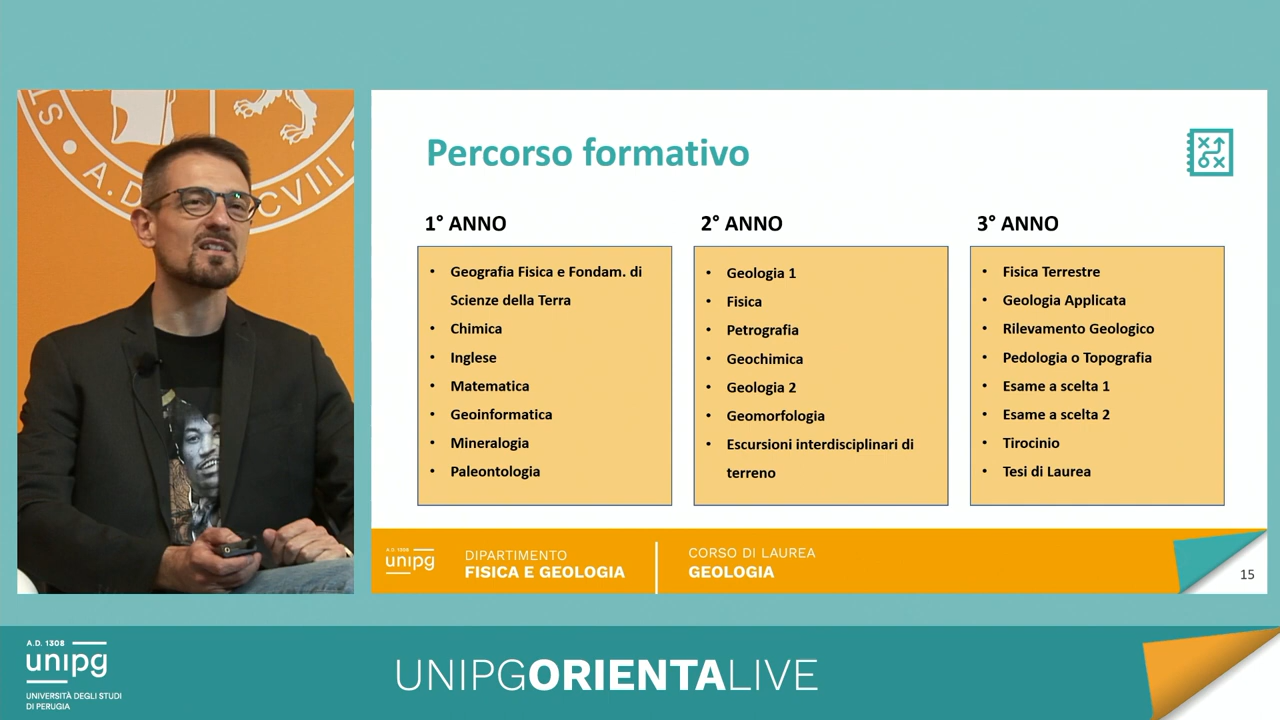 ST
A.D.
CVIII
Percorso formativo
1° ANNO
• Geografia Fisica e Fondam. di
Scienze della Terra
• Chimica
• Inglese
• Matematica
• Geoinformatica
• Mineralogia
• Paleontologia
2° ANNO
• Geologia 1
• Fisica
• Petrografia
• Geochimica
• Geologia 2
• Geomorfologia
• Escursioni interdisciplinari di
terreno
3° ANNO
• Fisica Terrestre
• Geologia Applicata
• Rilevamento Geologico
• Pedologia o Topografia
• Esame a scelta 1
• Esame a scelta 2
• Tirocinio
• Tesi di Laurea
A.D. 1308
unipg
DIPARTIMENTO
FISICA E GEOLOGIA
CORSO DI LAUREA
GEOLOGIA
15
A.D. 1308
unipg
UNIVERSITÀ DEGLI STUDI
DI PERUGIA
UNIPGORIENTALIVE